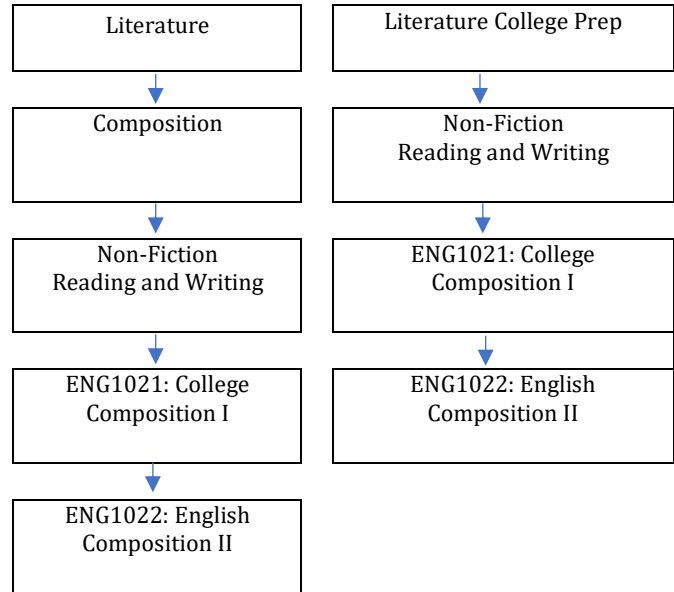 Literature
Composition
Non-Fiction
Reading and Writing
ENG1021: College
Composition I
ENG1022: English
Composition II
Literature College Prep
Non-Fiction
Reading and Writing
ENG1021: College
Composition I
ENG1022: English
Composition II